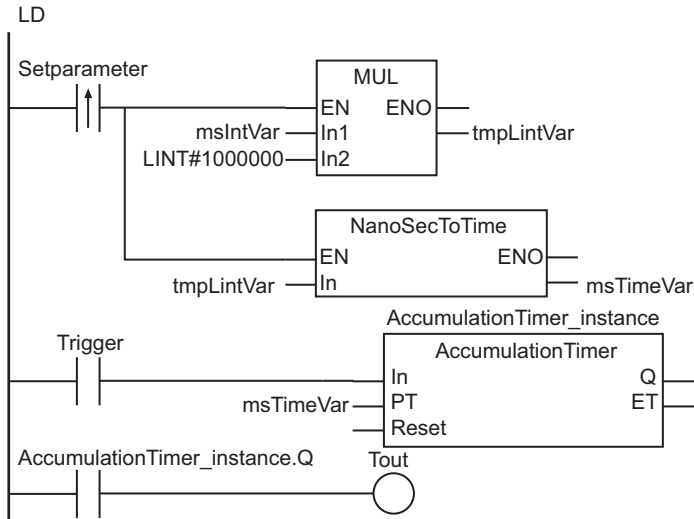 LD
Setparameter
MUL
EN ENO
msIntVar In1 tmpLintVar
LINT#1000000 In2
NanoSecToTime
EN ENO
tmpLintVar In msTimeVar
AccumulationTimer_instance
Trigger AccumulationTimer
In Q
msTimeVar PT ET
Reset
AccumulationTimer_instance.Q Tout